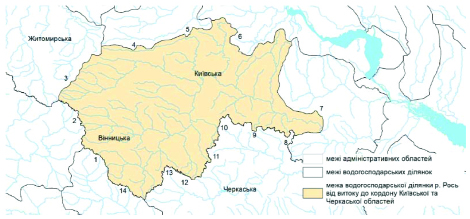 Житомирська
5
6
4
Київська
3
7
2
10
9
8
Вінницька
1
11
13
12
14
Черкаська
межі адміністративних областей
межі водогосподарських ділянок
межа водогосподарської ділянки р. Рось
від витоку до кордону Київської та
Черкаської областей